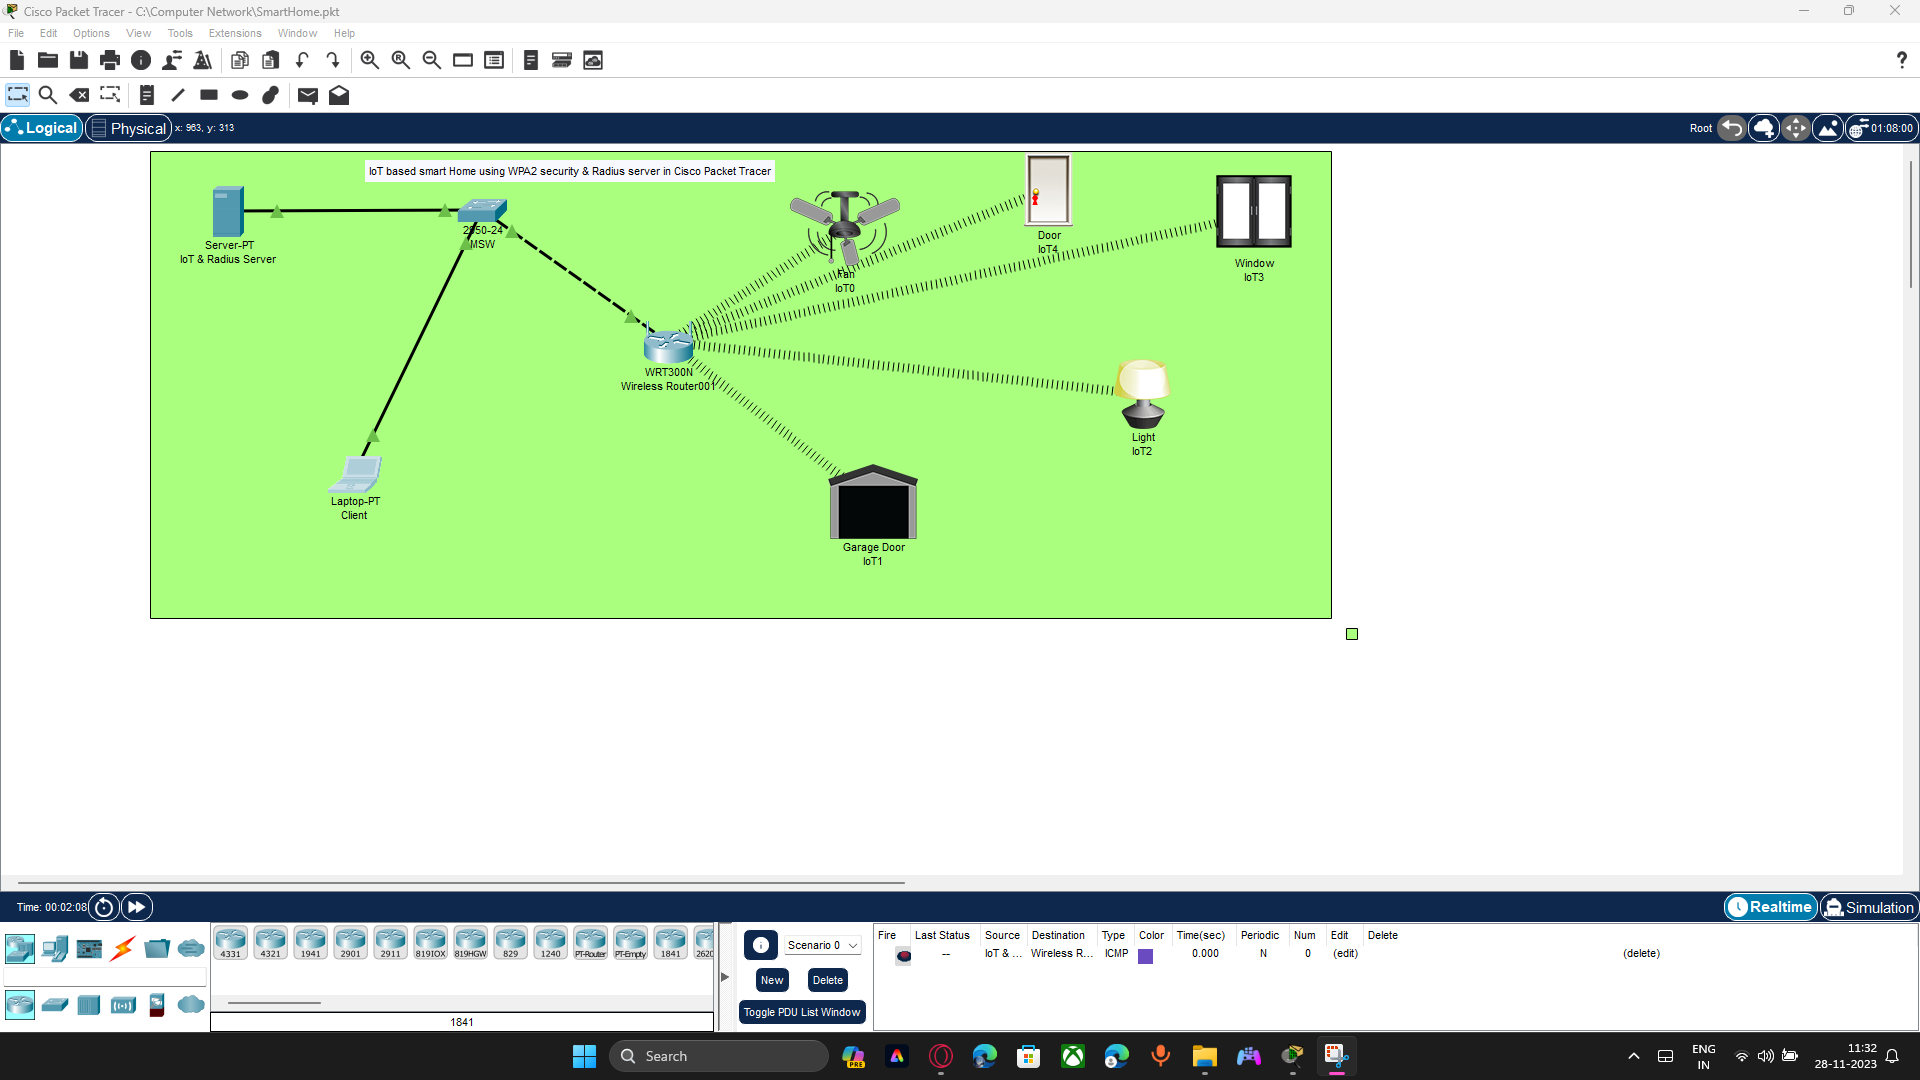 Cisco Packet Tracer - C:\Computer Network\SmartHome.pkt
File Edit Options View Tools Extensions Window Help
Logical Physical x: 963, y: 313 Root 01:08:00
IoT based smart Home using WPA2 security & Radius server in Cisco Packet Tracer
Server-PT
IoT & Radius Server
2950-24
MSW
Fan
IoT0
Door
IoT4
Window
IoT3
WRT300N
Wireless Router001
Light
IoT2
Laptop-PT
Client
Garage Door
IoT1
Time: 00:02:08 Realtime Simulation
4331 4321 1941 2901 2911 819IOX 819HGW 829 1240 PT-Router PT-Empty 1841 2620
1841
Scenario 0
New Delete
Toggle PDU List Window
Fire Last Status Source Destination Type Color Time(sec) Periodic Num Edit Delete
-- IoT & ... Wireless R... ICMP 0.000 N 0 (edit) (delete)
Search
PRE
ENG
IN
11:32
28-11-2023